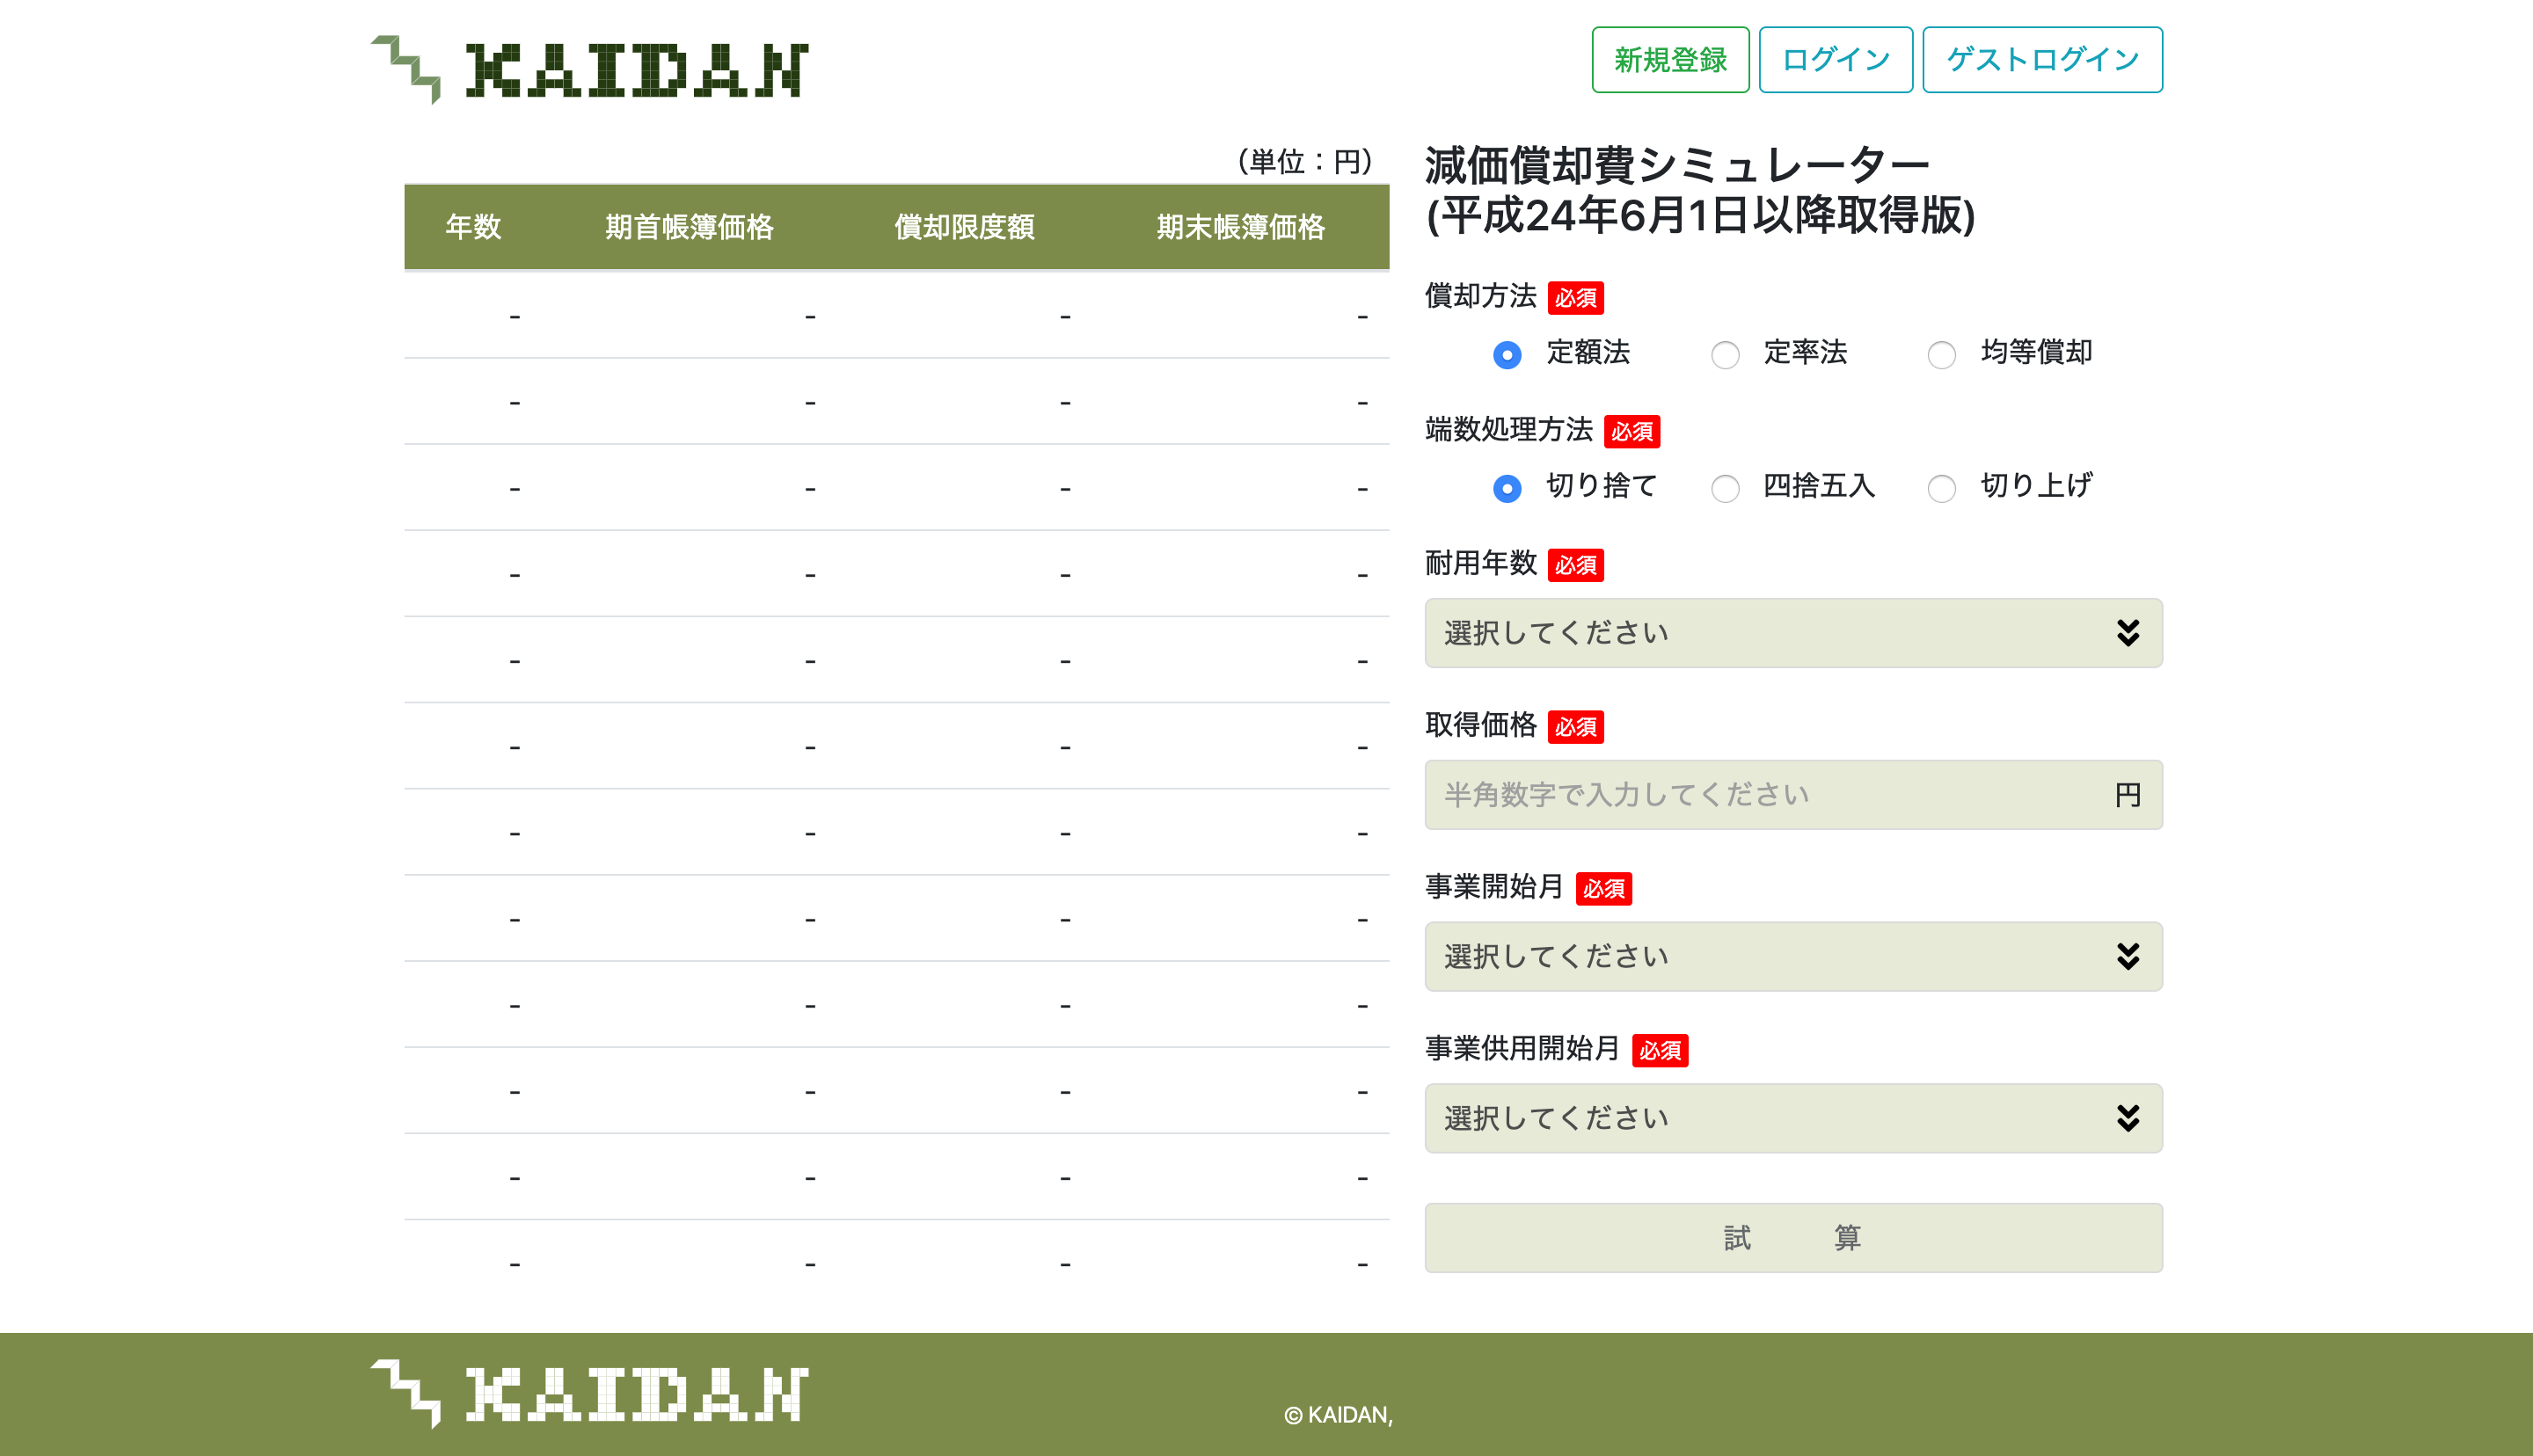 KAIDAN
新規登録 ログイン ゲストログイン
（単位：円）
年数 期首帳簿価格 償却限度額 期末帳簿価格
- - - -
- - - -
- - - -
- - - -
- - - -
- - - -
- - - -
- - - -
- - - -
- - - -
- - - -
- - - -
減価償却費シミュレーター
(平成24年6月1日以降取得版)
償却方法 必須
定額法 定率法 均等償却
端数処理方法 必須
切り捨て 四捨五入 切り上げ
耐用年数 必須
選択してください
取得価格 必須
半角数字で入力してください 円
事業開始月 必須
選択してください
事業供用開始月 必須
選択してください
試 算
KAIDAN
© KAIDAN,